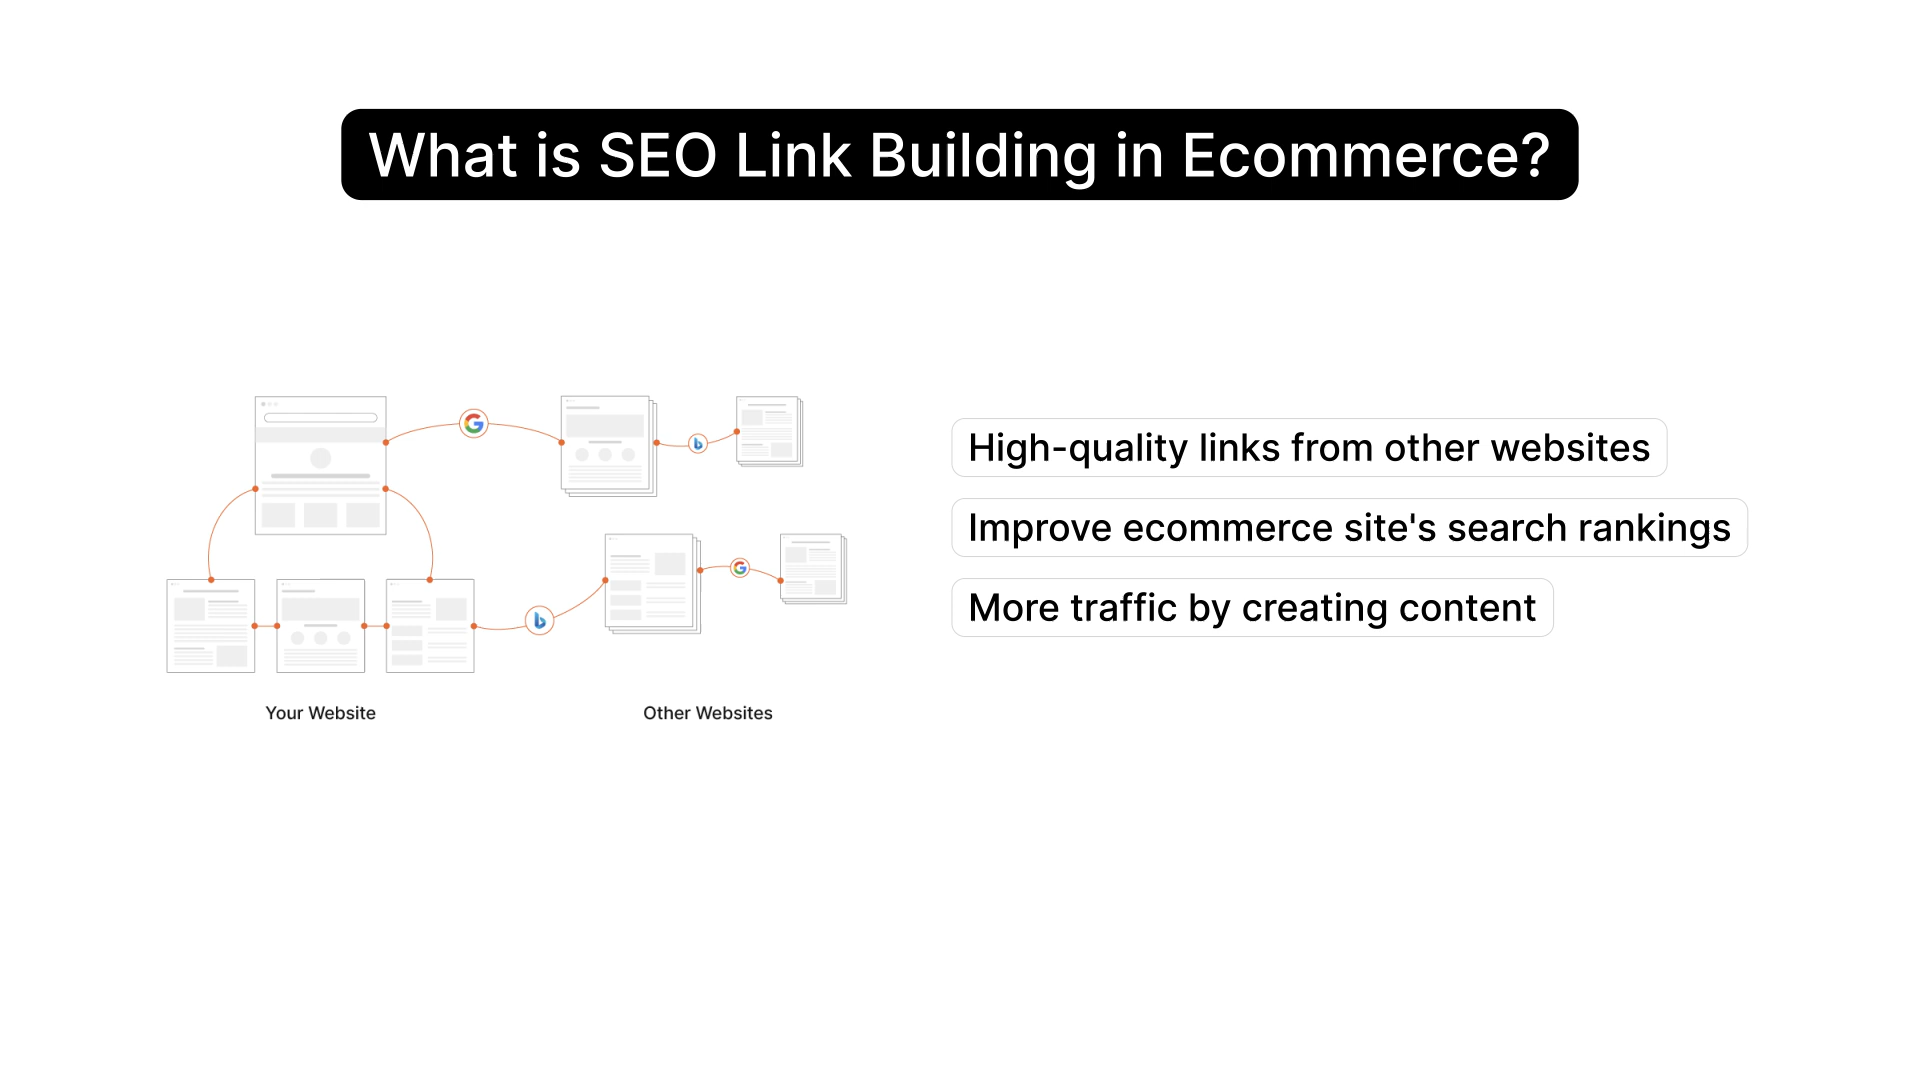 What is SEO Link Building in Ecommerce?
High-quality links from other websites
Improve ecommerce site's search rankings
More traffic by creating content
Your Website
Other Websites